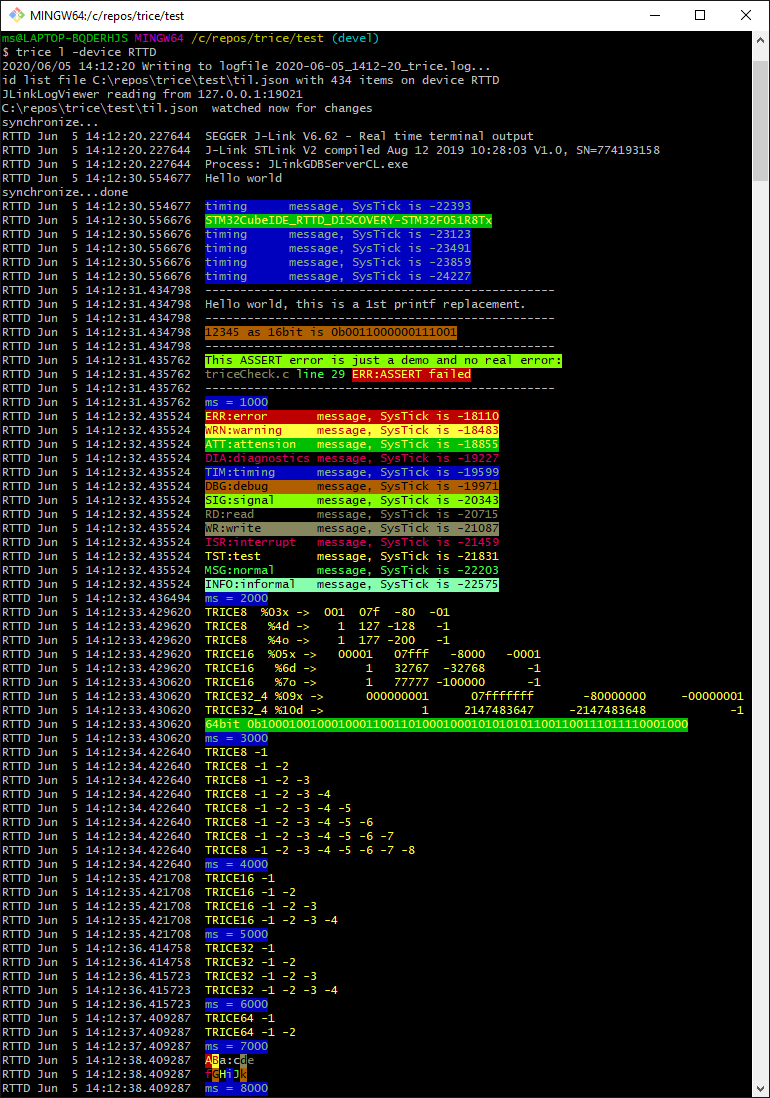 MINGW64:/c/repos/trice/test
ms@LAPTOP-BQDERHJS MINGW64 /c/repos/trice/test (devel)
$ trice l -device RTTD
2020/06/05 14:12:20 Writing to logfile 2020-06-05_1412-20_trice.log...
id list file C:\repos\trice\test\til.json with 434 items on device RTTD
JLinkLogViewer reading from 127.0.0.1:19021
C:\repos\trice\test\til.json  watched now for changes
synchronize...
RTTD Jun  5 14:12:20.227644  SEGGER J-Link V6.62 - Real time terminal output
RTTD Jun  5 14:12:20.227644  J-Link STLink V2 compiled Aug 12 2019 10:28:03 V1.0, SN=774193158
RTTD Jun  5 14:12:20.227644  Process: JLinkGDBServerCL.exe
RTTD Jun  5 14:12:30.554677  Hello world
synchronize...done
RTTD Jun  5 14:12:30.554677  timing      message, SysTick is -22393
RTTD Jun  5 14:12:30.556676  STM32CubeIDE_RTTD_DISCOVERY-STM32F051R8Tx
RTTD Jun  5 14:12:30.556676  timing      message, SysTick is -23123
RTTD Jun  5 14:12:30.556676  timing      message, SysTick is -23491
RTTD Jun  5 14:12:30.556676  timing      message, SysTick is -23859
RTTD Jun  5 14:12:30.556676  timing      message, SysTick is -24227
RTTD Jun  5 14:12:31.434798  --------------------------------------------------
RTTD Jun  5 14:12:31.434798  Hello world, this is a 1st printf replacement.
RTTD Jun  5 14:12:31.434798  --------------------------------------------------
RTTD Jun  5 14:12:31.434798  12345 as 16bit is 0b0011000000111001
RTTD Jun  5 14:12:31.434798  --------------------------------------------------
RTTD Jun  5 14:12:31.435762  This ASSERT error is just a demo and no real error:
RTTD Jun  5 14:12:31.435762  triceCheck.c line 29 ERR:ASSERT failed
RTTD Jun  5 14:12:31.435762  --------------------------------------------------
RTTD Jun  5 14:12:31.435762  ms = 1000
RTTD Jun  5 14:12:32.435524  ERR:error       message, SysTick is -18110
RTTD Jun  5 14:12:32.435524  WRN:warning     message, SysTick is -18483
RTTD Jun  5 14:12:32.435524  ATT:attension   message, SysTick is -18855
RTTD Jun  5 14:12:32.435524  DIA:diagnostics message, SysTick is -19227
RTTD Jun  5 14:12:32.435524  TIM:timing      message, SysTick is -19599
RTTD Jun  5 14:12:32.435524  DBG:debug       message, SysTick is -19971
RTTD Jun  5 14:12:32.435524  SIG:signal      message, SysTick is -20343
RTTD Jun  5 14:12:32.435524  RD:read         message, SysTick is -20715
RTTD Jun  5 14:12:32.435524  WR:write        message, SysTick is -21087
RTTD Jun  5 14:12:32.435524  ISR:interrupt   message, SysTick is -21459
RTTD Jun  5 14:12:32.435524  TST:test        message, SysTick is -21831
RTTD Jun  5 14:12:32.435524  MSG:normal      message, SysTick is -22203
RTTD Jun  5 14:12:32.435524  INFO:informal   message, SysTick is -22575
RTTD Jun  5 14:12:32.436494  ms = 2000
RTTD Jun  5 14:12:33.429620  TRICE8  %03x ->  001  07f  -80  -01
RTTD Jun  5 14:12:33.429620  TRICE8   %4d ->    1  127 -128   -1
RTTD Jun  5 14:12:33.429620  TRICE8   %4o ->    1  177 -200   -1
RTTD Jun  5 14:12:33.429620  TRICE16  %05x ->    00001   07fff   -8000   -0001
RTTD Jun  5 14:12:33.429620  TRICE16   %6d ->        1   32767  -32768      -1
RTTD Jun  5 14:12:33.430620  TRICE16   %7o ->        1   77777 -100000      -1
RTTD Jun  5 14:12:33.430620  TRICE32_4 %09x ->      000000001      07fffffff       -80000000     -00000001
RTTD Jun  5 14:12:33.430620  TRICE32_4 %10d ->              1     2147483647     -2147483648            -1
RTTD Jun  5 14:12:33.430620  64bit 0b1000100100010001100110100010001010101011001100111011110001000
RTTD Jun  5 14:12:33.430620  ms = 3000
RTTD Jun  5 14:12:34.422640  TRICE8 -1
RTTD Jun  5 14:12:34.422640  TRICE8 -1 -2
RTTD Jun  5 14:12:34.422640  TRICE8 -1 -2 -3
RTTD Jun  5 14:12:34.422640  TRICE8 -1 -2 -3 -4
RTTD Jun  5 14:12:34.422640  TRICE8 -1 -2 -3 -4 -5
RTTD Jun  5 14:12:34.422640  TRICE8 -1 -2 -3 -4 -5 -6
RTTD Jun  5 14:12:34.422640  TRICE8 -1 -2 -3 -4 -5 -6 -7
RTTD Jun  5 14:12:34.422640  TRICE8 -1 -2 -3 -4 -5 -6 -7 -8
RTTD Jun  5 14:12:34.422640  ms = 4000
RTTD Jun  5 14:12:35.421708  TRICE16 -1
RTTD Jun  5 14:12:35.421708  TRICE16 -1 -2
RTTD Jun  5 14:12:35.421708  TRICE16 -1 -2 -3
RTTD Jun  5 14:12:35.421708  TRICE16 -1 -2 -3 -4
RTTD Jun  5 14:12:35.421708  ms = 5000
RTTD Jun  5 14:12:36.414758  TRICE32 -1
RTTD Jun  5 14:12:36.414758  TRICE32 -1 -2
RTTD Jun  5 14:12:36.415723  TRICE32 -1 -2 -3
RTTD Jun  5 14:12:36.415723  TRICE32 -1 -2 -3 -4
RTTD Jun  5 14:12:36.415723  ms = 6000
RTTD Jun  5 14:12:37.409287  TRICE64 -1
RTTD Jun  5 14:12:37.409287  TRICE64 -1 -2
RTTD Jun  5 14:12:37.409287  ms = 7000
RTTD Jun  5 14:12:38.409287  ABa:cde
RTTD Jun  5 14:12:38.409287  fGHiJk
RTTD Jun  5 14:12:38.409287  ms = 8000